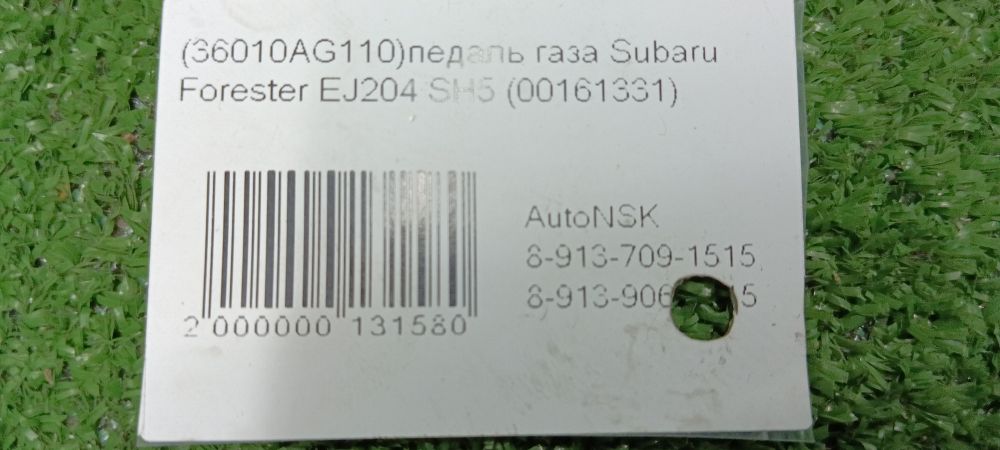 (36010AG110)педаль газа Subaru
Forester EJ204 SH5 (00161331)
AutoNSK
8-913-709-1515
2 000000 131580